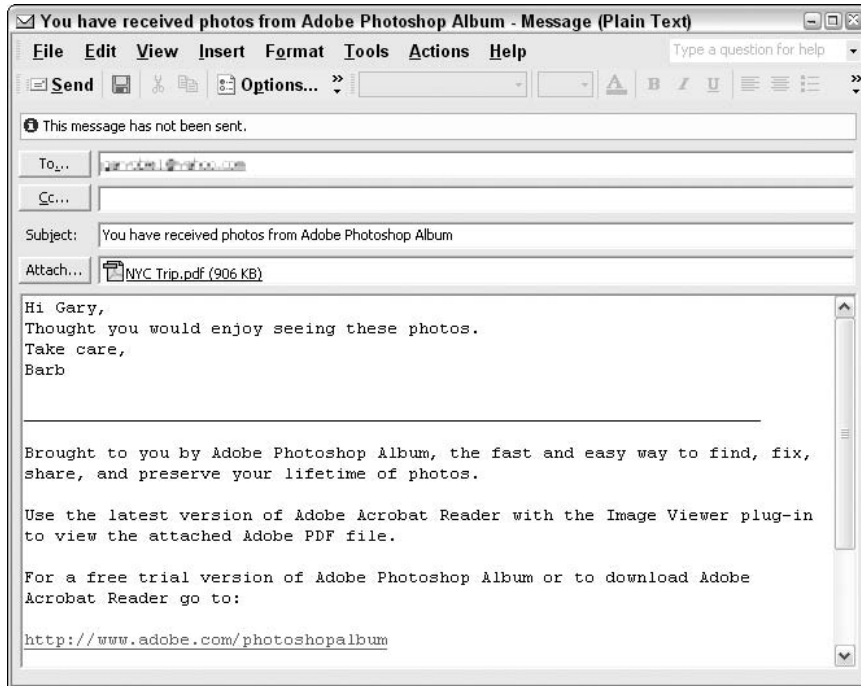 You have received photos from Adobe Photoshop Album - Message (Plain Text)
File Edit View Insert Format Tools Actions Help Type a question for help
Send Options...
This message has not been sent.
To...
Cc...
Subject: You have received photos from Adobe Photoshop Album
Attach... NYC Trip.pdf (906 KB)
Hi Gary,
Thought you would enjoy seeing these photos.
Take care,
Barb
Brought to you by Adobe Photoshop Album, the fast and easy way to find, fix,
share, and preserve your lifetime of photos.
Use the latest version of Adobe Acrobat Reader with the Image Viewer plug-in
to view the attached Adobe PDF file.
For a free trial version of Adobe Photoshop Album or to download Adobe
Acrobat Reader go to:
http://www.adobe.com/photoshopalbum